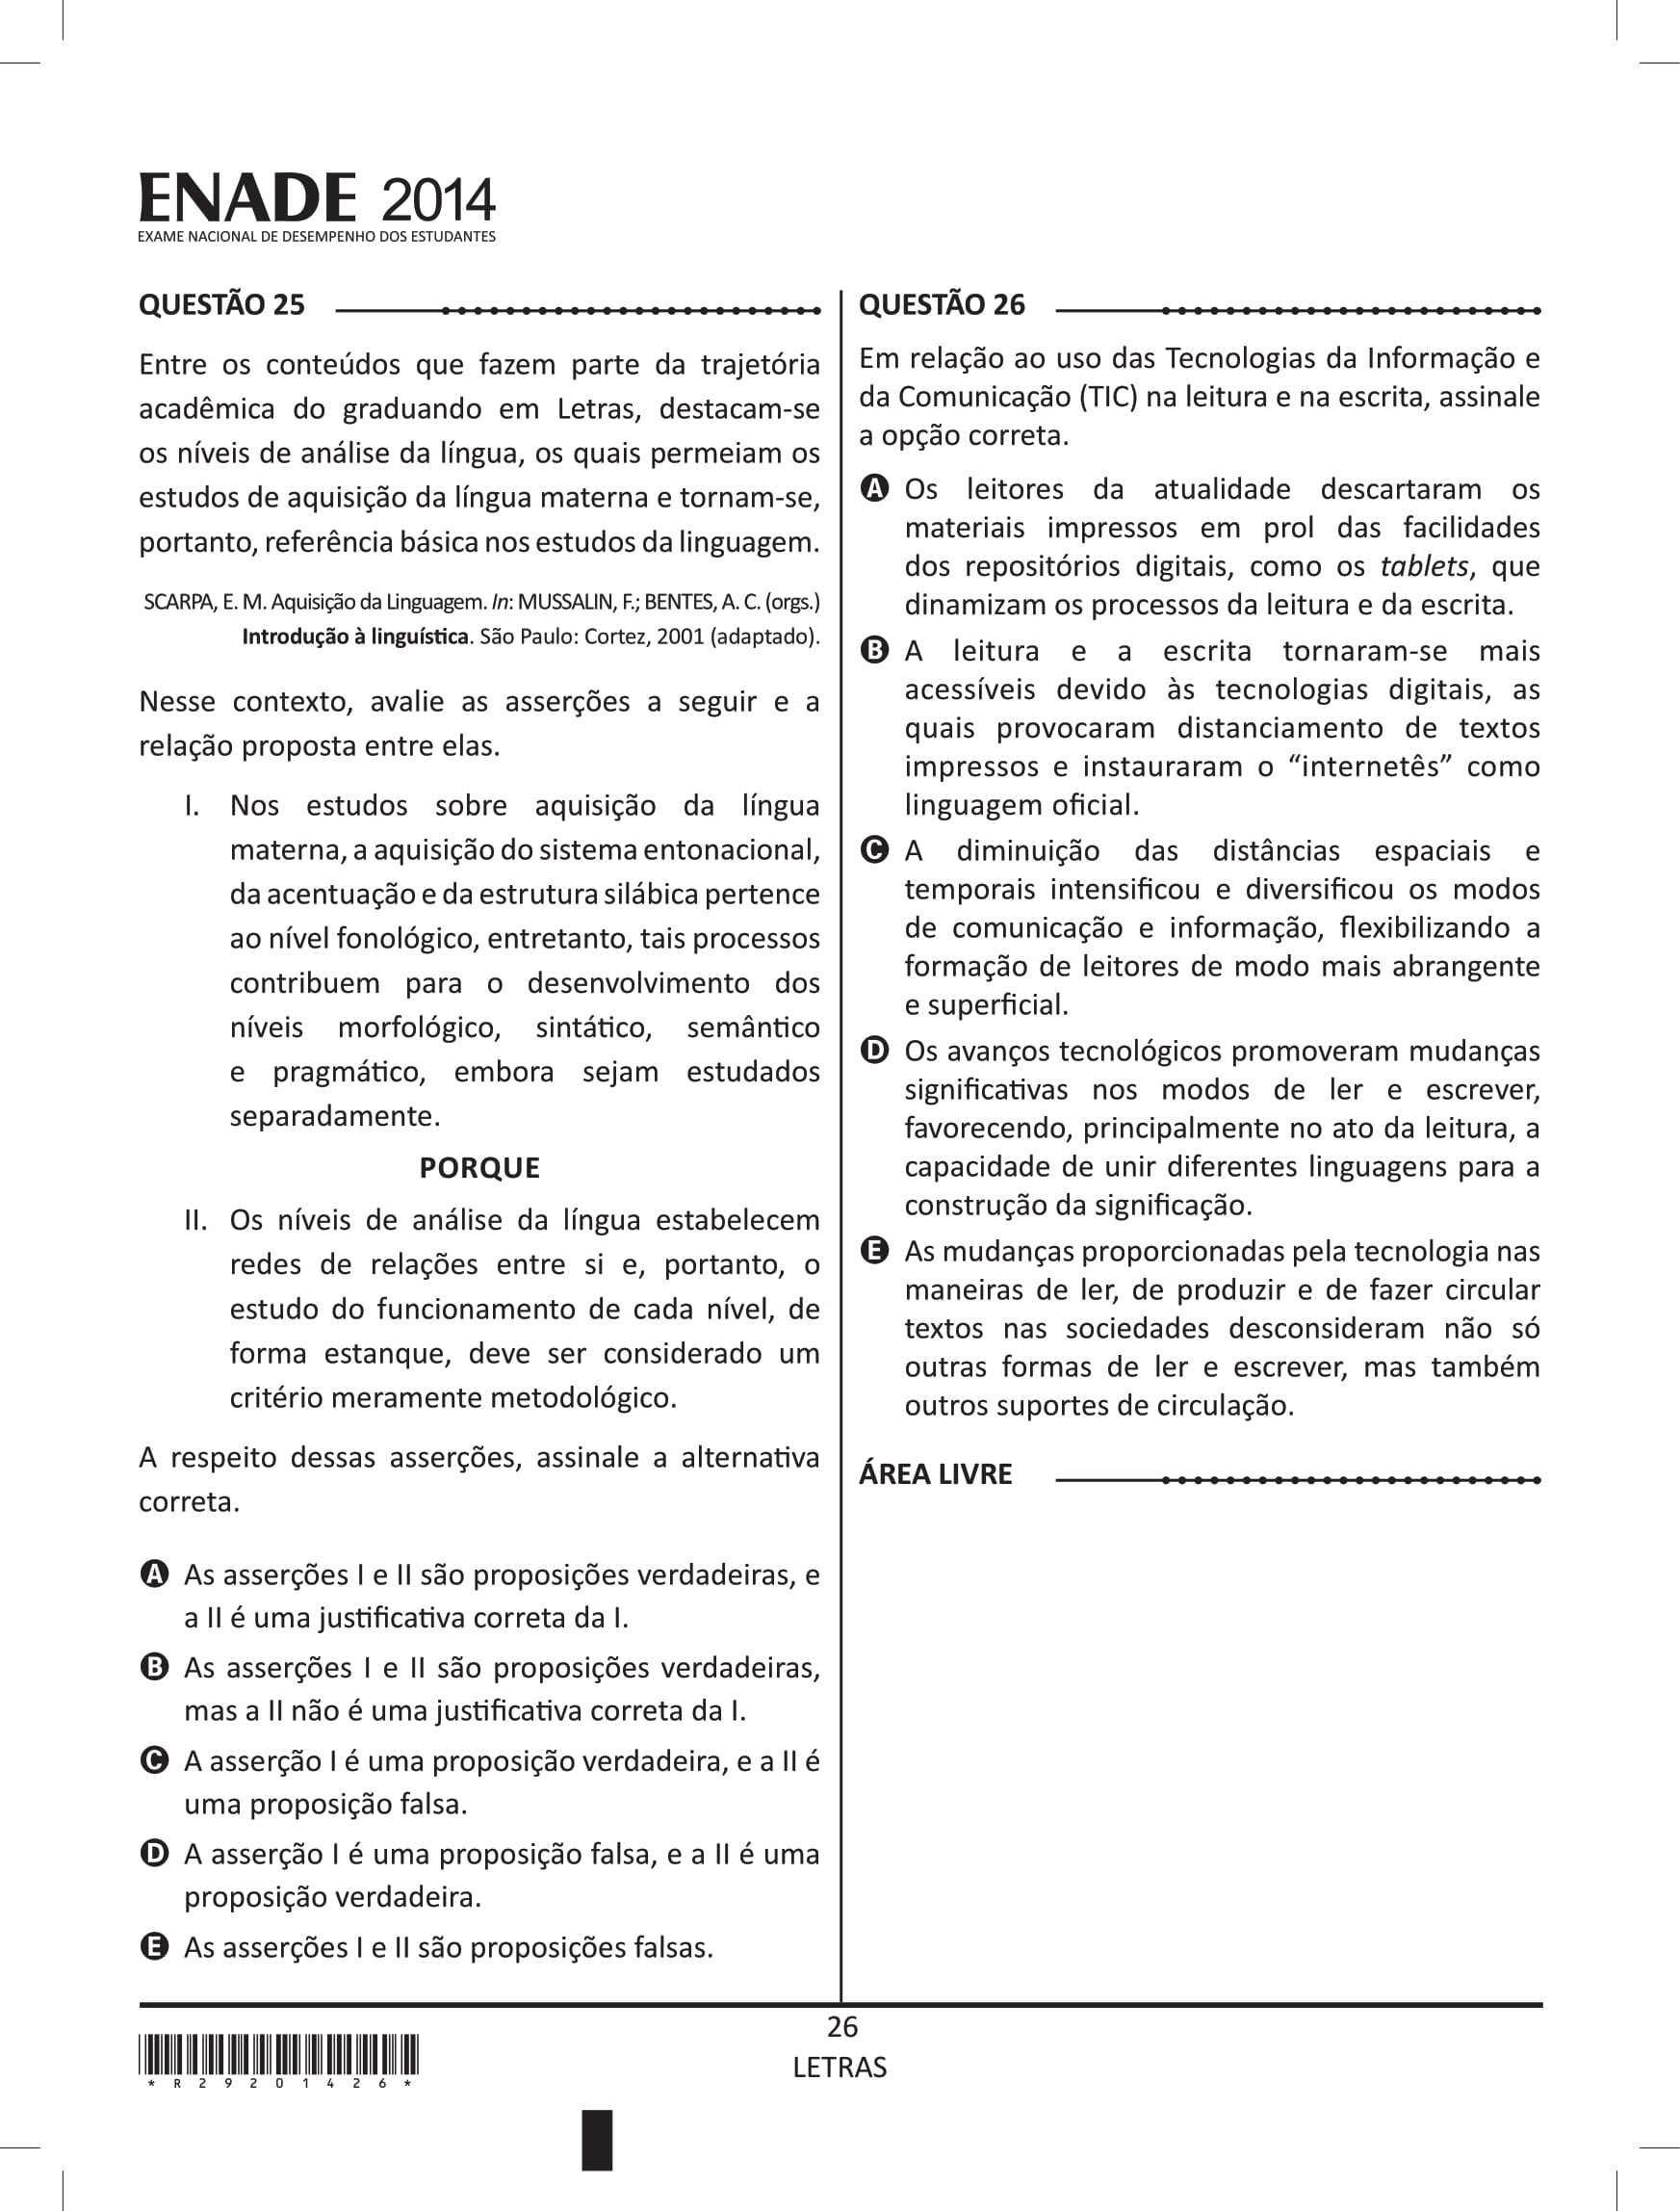 ENADE 2014
EXAME NACIONAL DE DESEMPENHO DOS ESTUDANTES
QUESTÃO 25
Entre os conteúdos que fazem parte da trajetória
acadêmica do graduando em Letras, destacam-se
os níveis de análise da língua, os quais permeiam os
estudos de aquisição da língua materna e tornam-se,
portanto, referência básica nos estudos da linguagem.
SCARPA, E. M. Aquisição da Linguagem. In: MUSSALIN, F.; BENTES, A. C. (orgs.)
Introdução à linguística. São Paulo: Cortez, 2001 (adaptado).
Nesse contexto, avalie as asserções a seguir e a
relação proposta entre elas.
I. Nos estudos sobre aquisição da língua
materna, a aquisição do sistema entonacional,
da acentuação e da estrutura silábica pertence
ao nível fonológico, entretanto, tais processos
contribuem para o desenvolvimento dos
níveis morfológico, sintático, semântico
e pragmático, embora sejam estudados
separadamente.
PORQUE
II. Os níveis de análise da língua estabelecem
redes de relações entre si e, portanto, o
estudo do funcionamento de cada nível, de
forma estanque, deve ser considerado um
critério meramente metodológico.
A respeito dessas asserções, assinale a alternativa
correta.
A As asserções I e II são proposições verdadeiras, e
a II é uma justificativa correta da I.
B As asserções I e II são proposições verdadeiras,
mas a II não é uma justificativa correta da I.
C A asserção I é uma proposição verdadeira, e a II é
uma proposição falsa.
D A asserção I é uma proposição falsa, e a II é uma
proposição verdadeira.
E As asserções I e II são proposições falsas.
QUESTÃO 26
Em relação ao uso das Tecnologias da Informação e
da Comunicação (TIC) na leitura e na escrita, assinale
a opção correta.
A Os leitores da atualidade descartaram os
materiais impressos em prol das facilidades
dos repositórios digitais, como os tablets, que
dinamizam os processos da leitura e da escrita.
B A leitura e a escrita tornaram-se mais
acessíveis devido às tecnologias digitais, as
quais provocaram distanciamento de textos
impressos e instauraram o “internetês” como
linguagem oficial.
C A diminuição das distâncias espaciais e
temporais intensificou e diversificou os modos
de comunicação e informação, flexibilizando a
formação de leitores de modo mais abrangente
e superficial.
D Os avanços tecnológicos promoveram mudanças
significativas nos modos de ler e escrever,
favorecendo, principalmente no ato da leitura, a
capacidade de unir diferentes linguagens para a
construção da significação.
E As mudanças proporcionadas pela tecnologia nas
maneiras de ler, de produzir e de fazer circular
textos nas sociedades desconsideram não só
outras formas de ler e escrever, mas também
outros suportes de circulação.
ÁREA LIVRE
26
LETRAS
* R 2 9 2 0 1 4 2 6 *